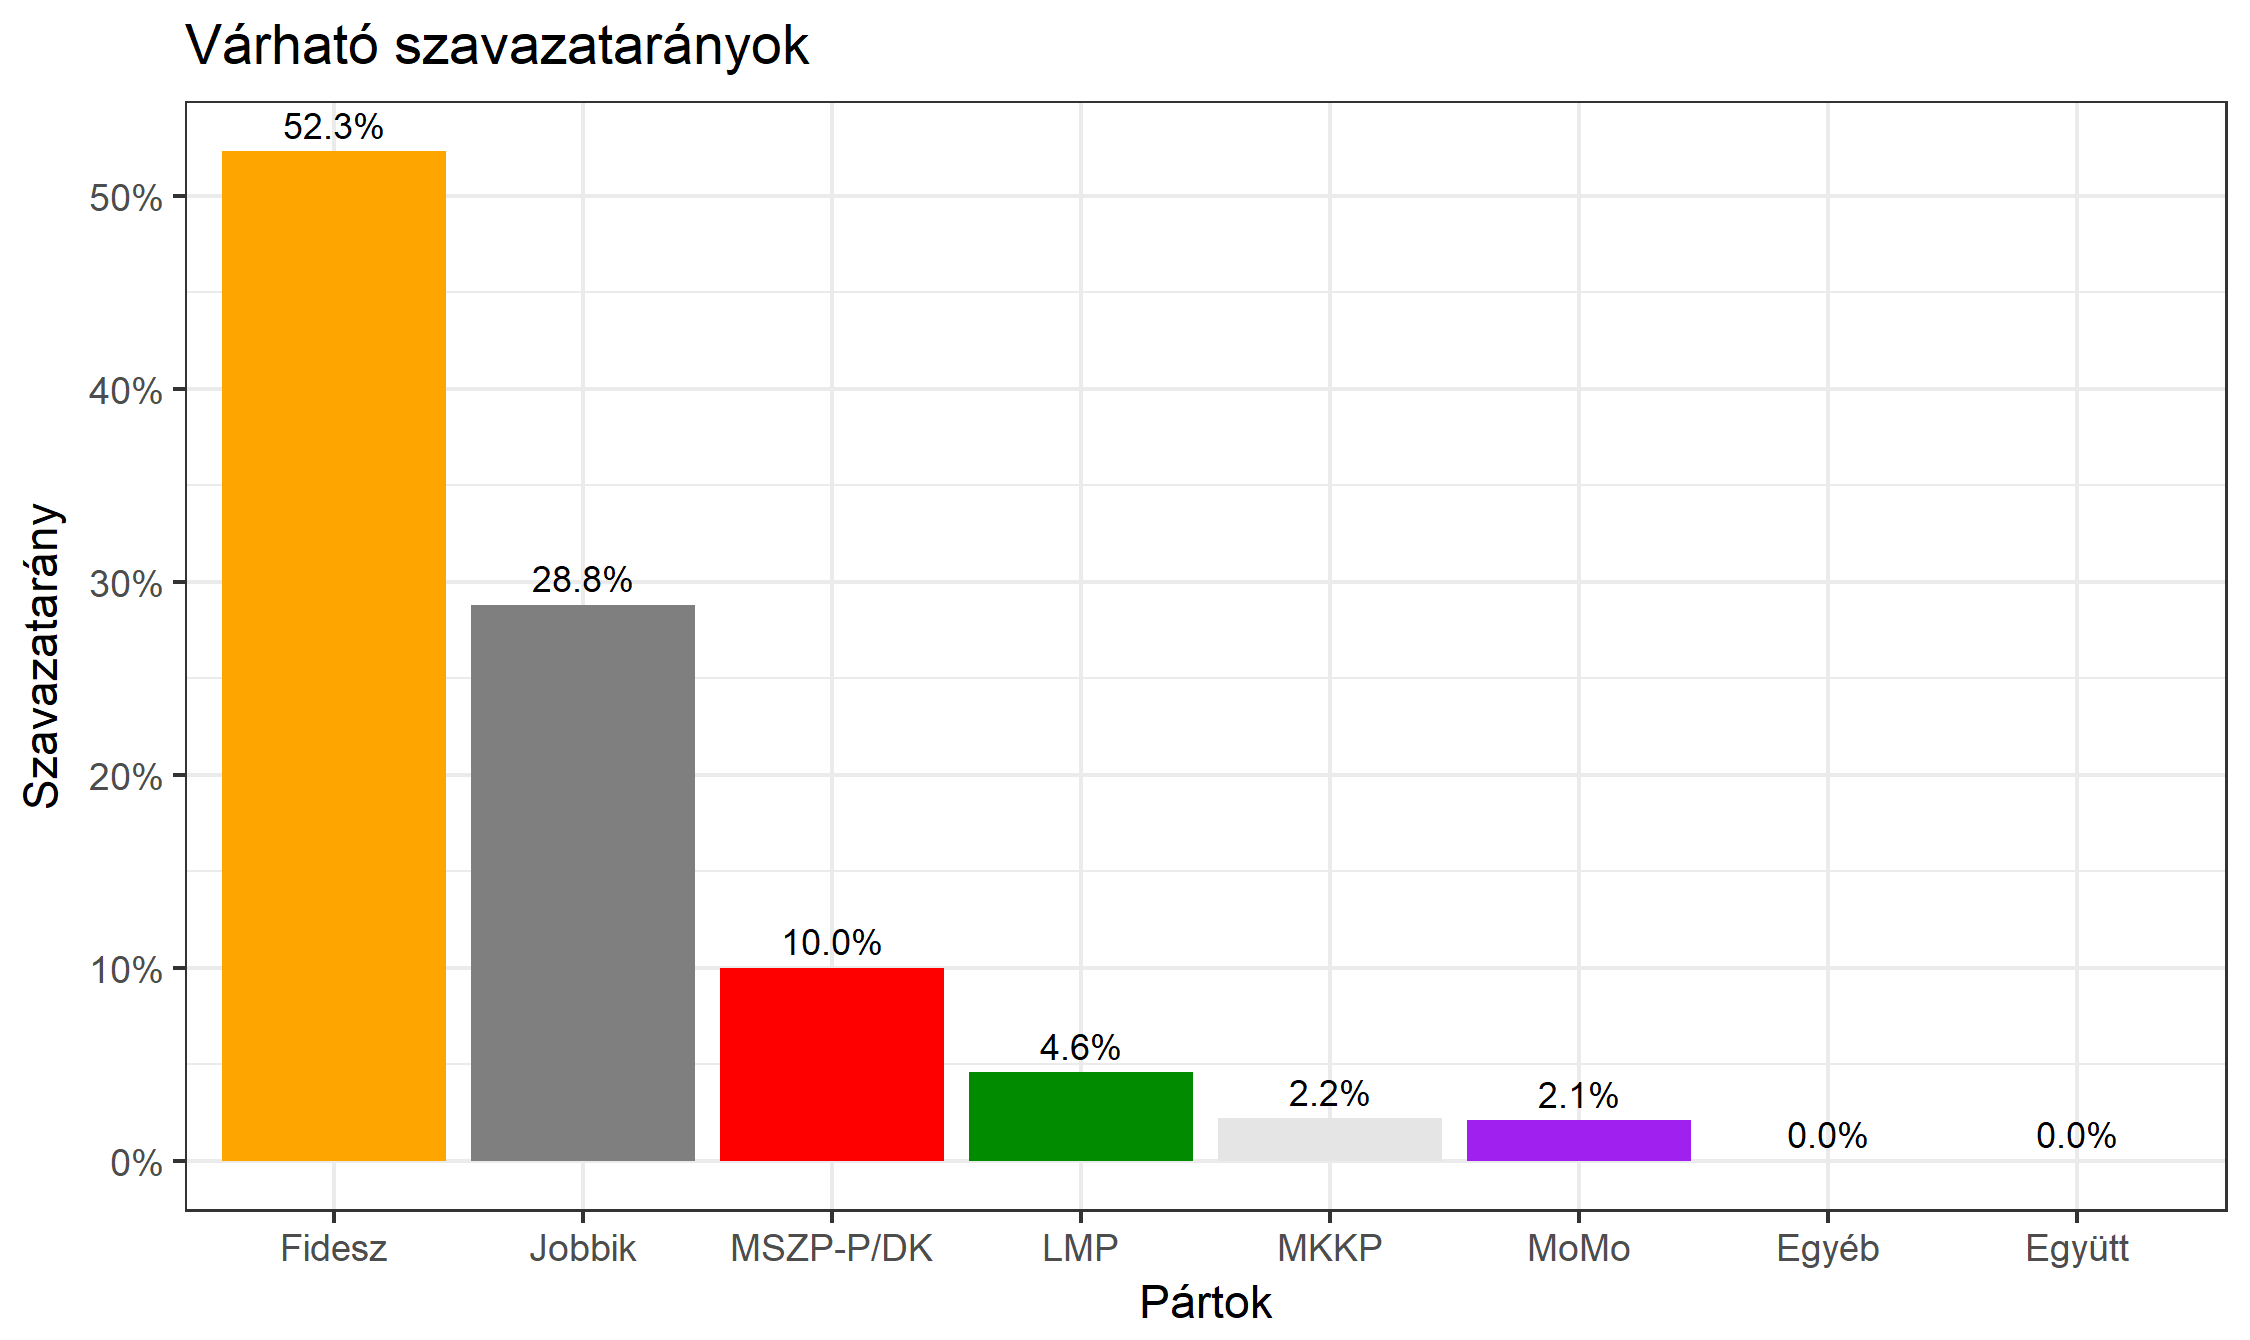 Várható szavazatarányok
Szavazatarány
50%
40%
30%
20%
10%
0%
52.3%
28.8%
10.0%
4.6%
2.2%
2.1%
0.0%
0.0%
Fidesz
Jobbik
MSZP-P/DK
LMP
MKKP
MoMo
Egyéb
Együtt
Pártok